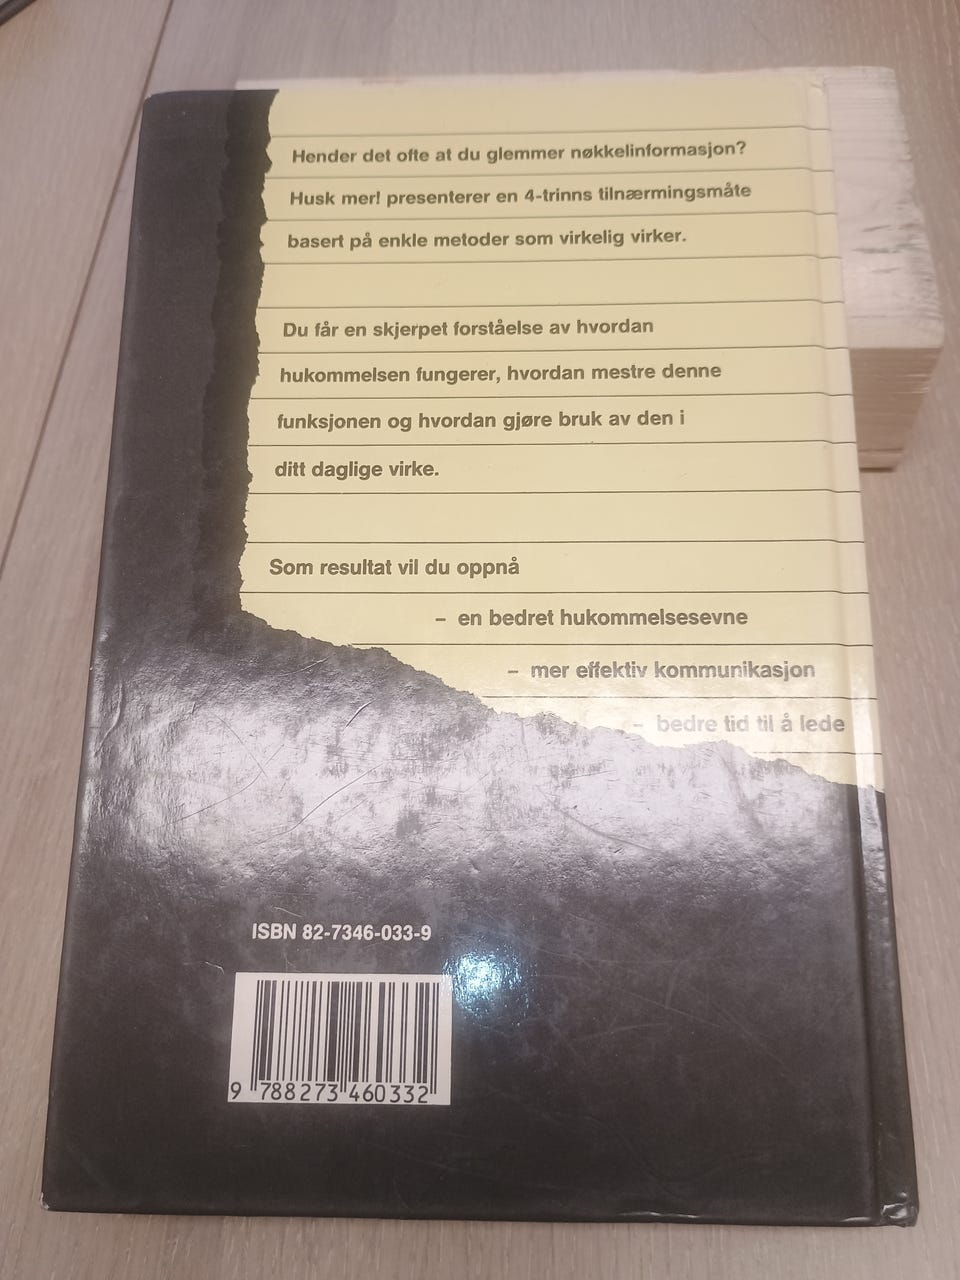 Hender det ofte at du glemmer nøkkelinformasjon?
Husk mer! presenterer en 4-trinns tilnærmingsmåte
basert på enkle metoder som virkelig virker.
Du får en skjerpet forståelse av hvordan
hukommelsen fungerer, hvordan mestre denne
funksjonen og hvordan gjøre bruk av den i
ditt daglige virke.
Som resultat vil du oppnå
– en bedret hukommelsesevne
– mer effektiv kommunikasjon
– bedre tid til å lede
ISBN 82-7346-033-9
9 788273 460332